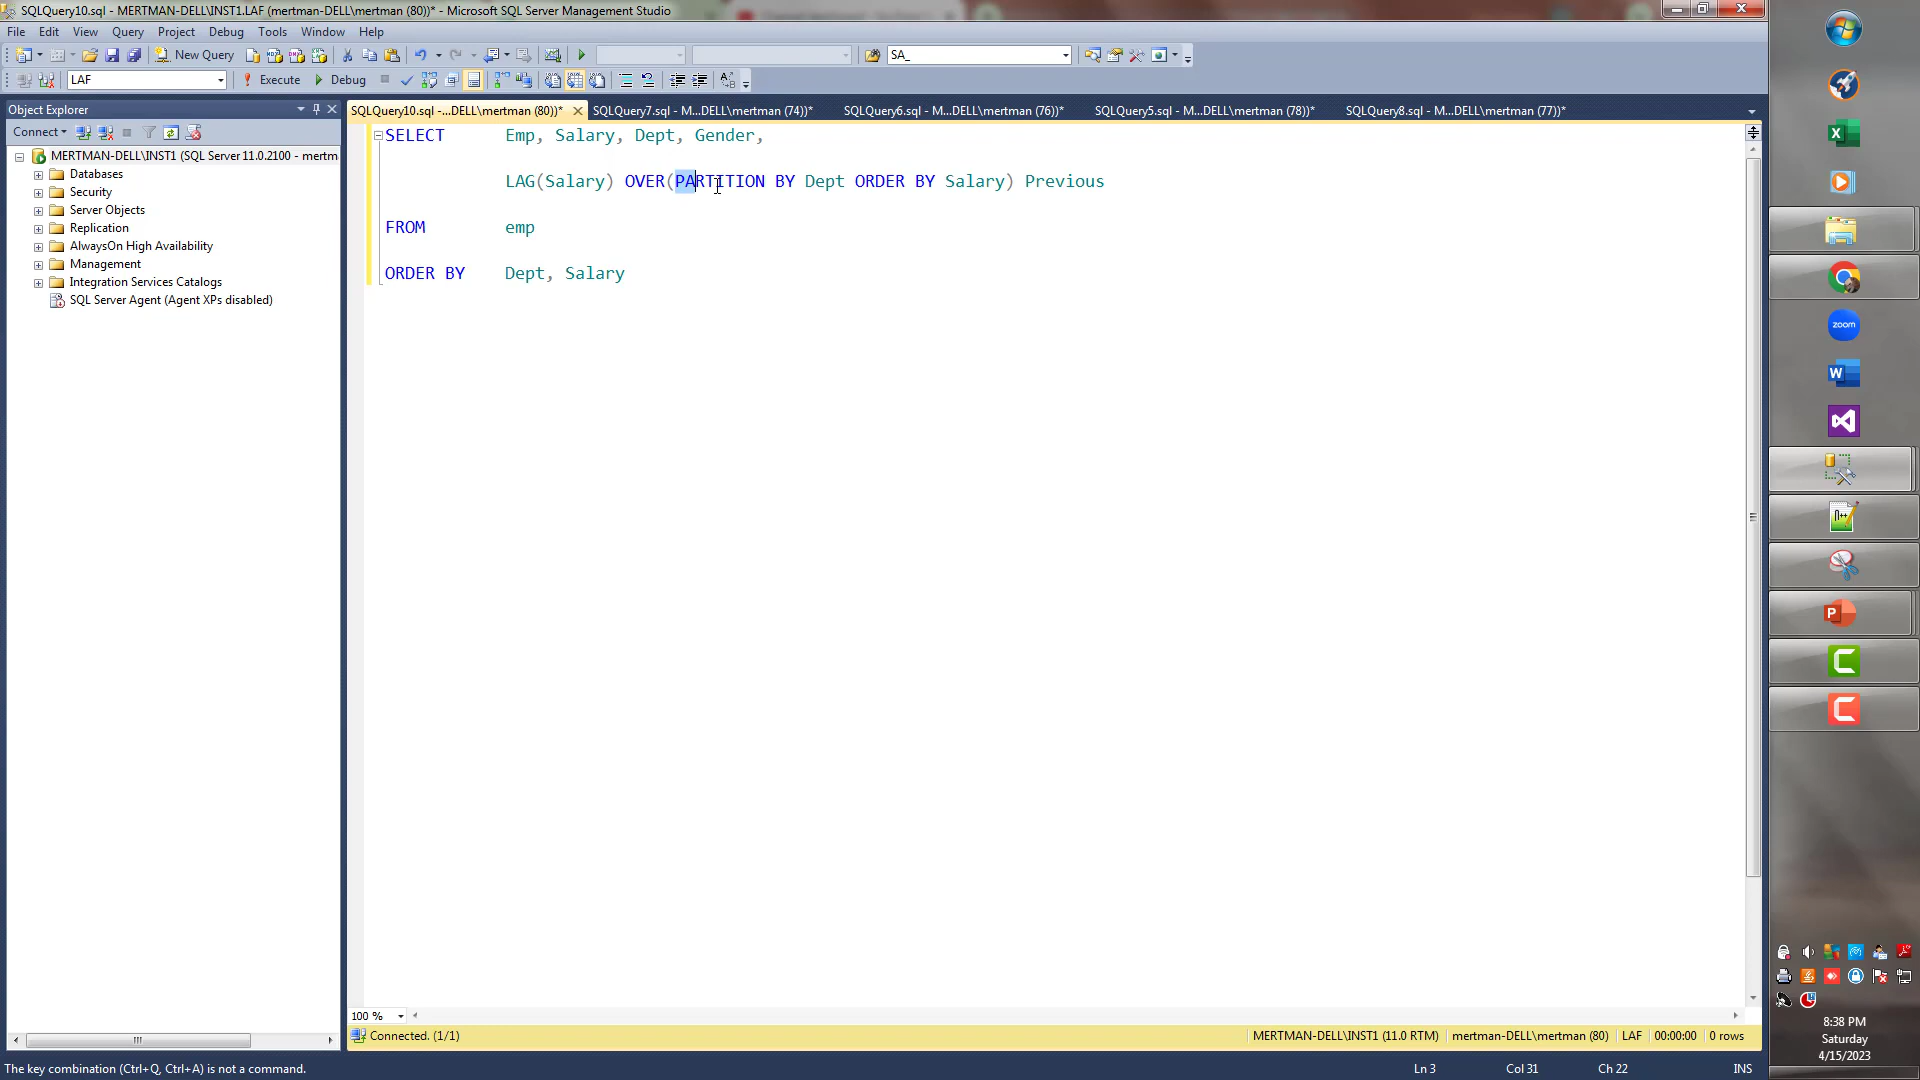 SQLQuery10.sql - MERTMAN-DELL\INST1.LAF (mertman-DELL\mertman (80))* - Microsoft SQL Server Management Studio
File Edit View Query Project Debug Tools Window Help
New Query SA_
LAF Execute Debug
Object Explorer
Connect
MERTMAN-DELL\INST1 (SQL Server 11.0.2100 - mertm
Databases
Security
Server Objects
Replication
AlwaysOn High Availability
Management
Integration Services Catalogs
SQL Server Agent (Agent XPs disabled)
SQLQuery10.sql -...DELL\mertman (80))* SQLQuery7.sql - M...DELL\mertman (74))* SQLQuery6.sql - M...DELL\mertman (76))* SQLQuery5.sql - M...DELL\mertman (78))* SQLQuery8.sql - M...DELL\mertman (77))*
SELECT Emp, Salary, Dept, Gender,
LAG(Salary) OVER(PARTITION BY Dept ORDER BY Salary) Previous
FROM emp
ORDER BY Dept, Salary
100 %
Connected. (1/1) MERTMAN-DELL\INST1 (11.0 RTM) mertman-DELL\mertman (80) LAF 00:00:00 0 rows
The key combination (Ctrl+Q, Ctrl+A) is not a command. Ln 3 Col 31 Ch 22 INS
zoom
8:38 PM
Saturday
4/15/2023